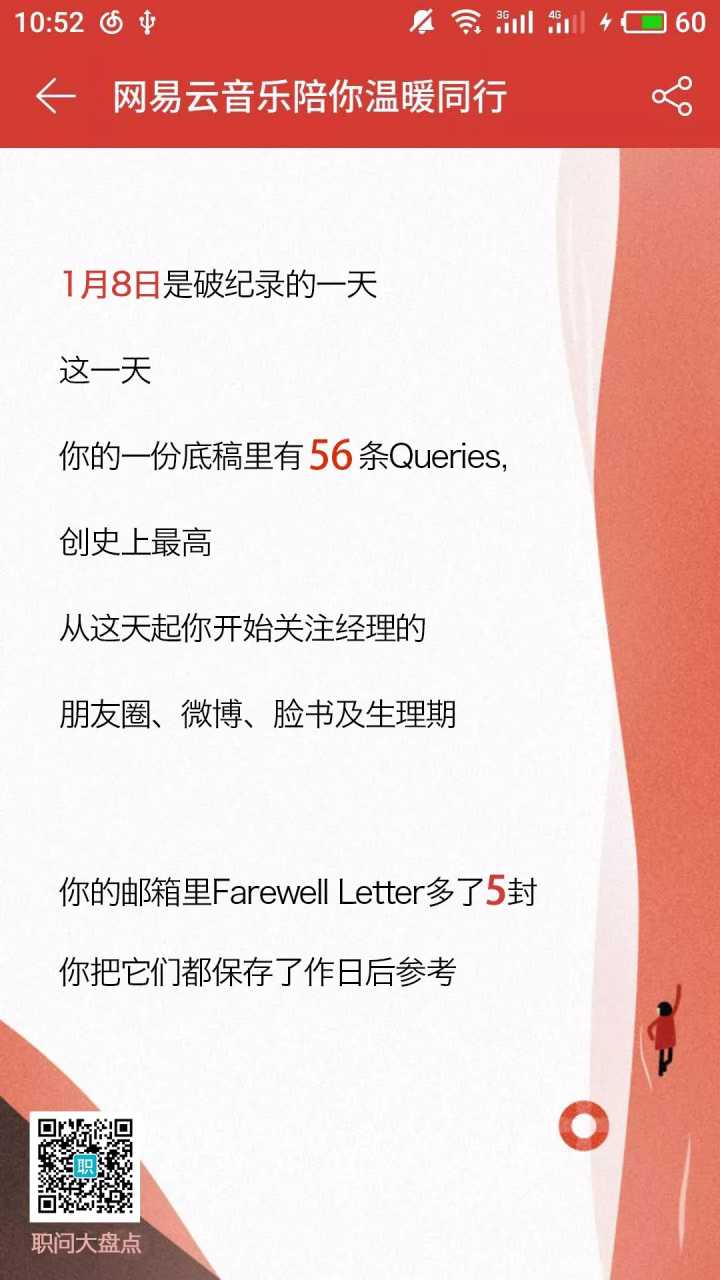 10:52
3G
4G
60
网易云音乐陪你温暖同行
1月8日是破纪录的一天
这一天
你的一份底稿里有56条Queries,
创史上最高
从这天起你开始关注经理的
朋友圈、微博、脸书及生理期
你的邮箱里Farewell Letter多了5封
你把它们都保存了作日后参考
职
职问大盘点